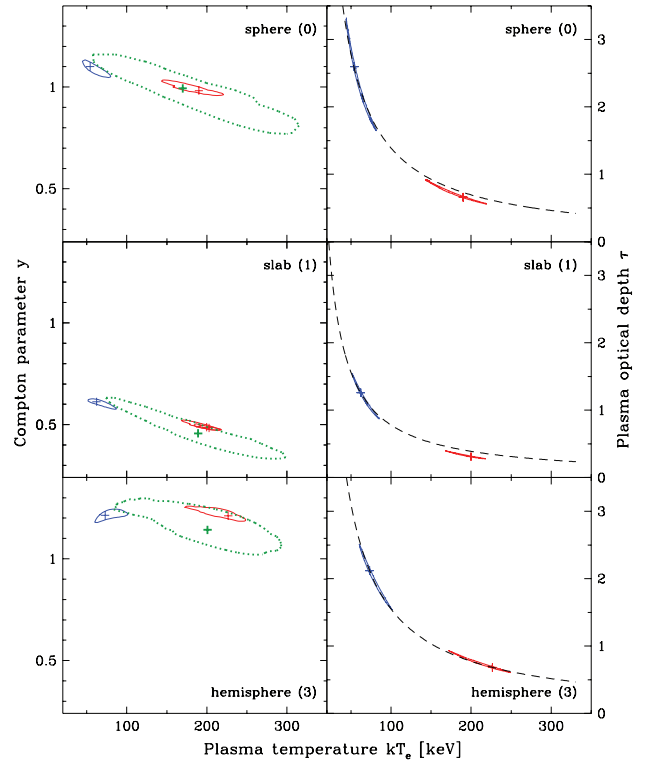 sphere (0)
sphere (0)
1
0.5
3
2
1
0
slab (1)
slab (1)
1
0.5
3
2
1
0
1
0.5
hemisphere (3)
3
2
1
0
hemisphere (3)
100
200
300
100
200
300
Compton parameter y
Plasma optical depth τ
Plasma temperature kTe [keV]